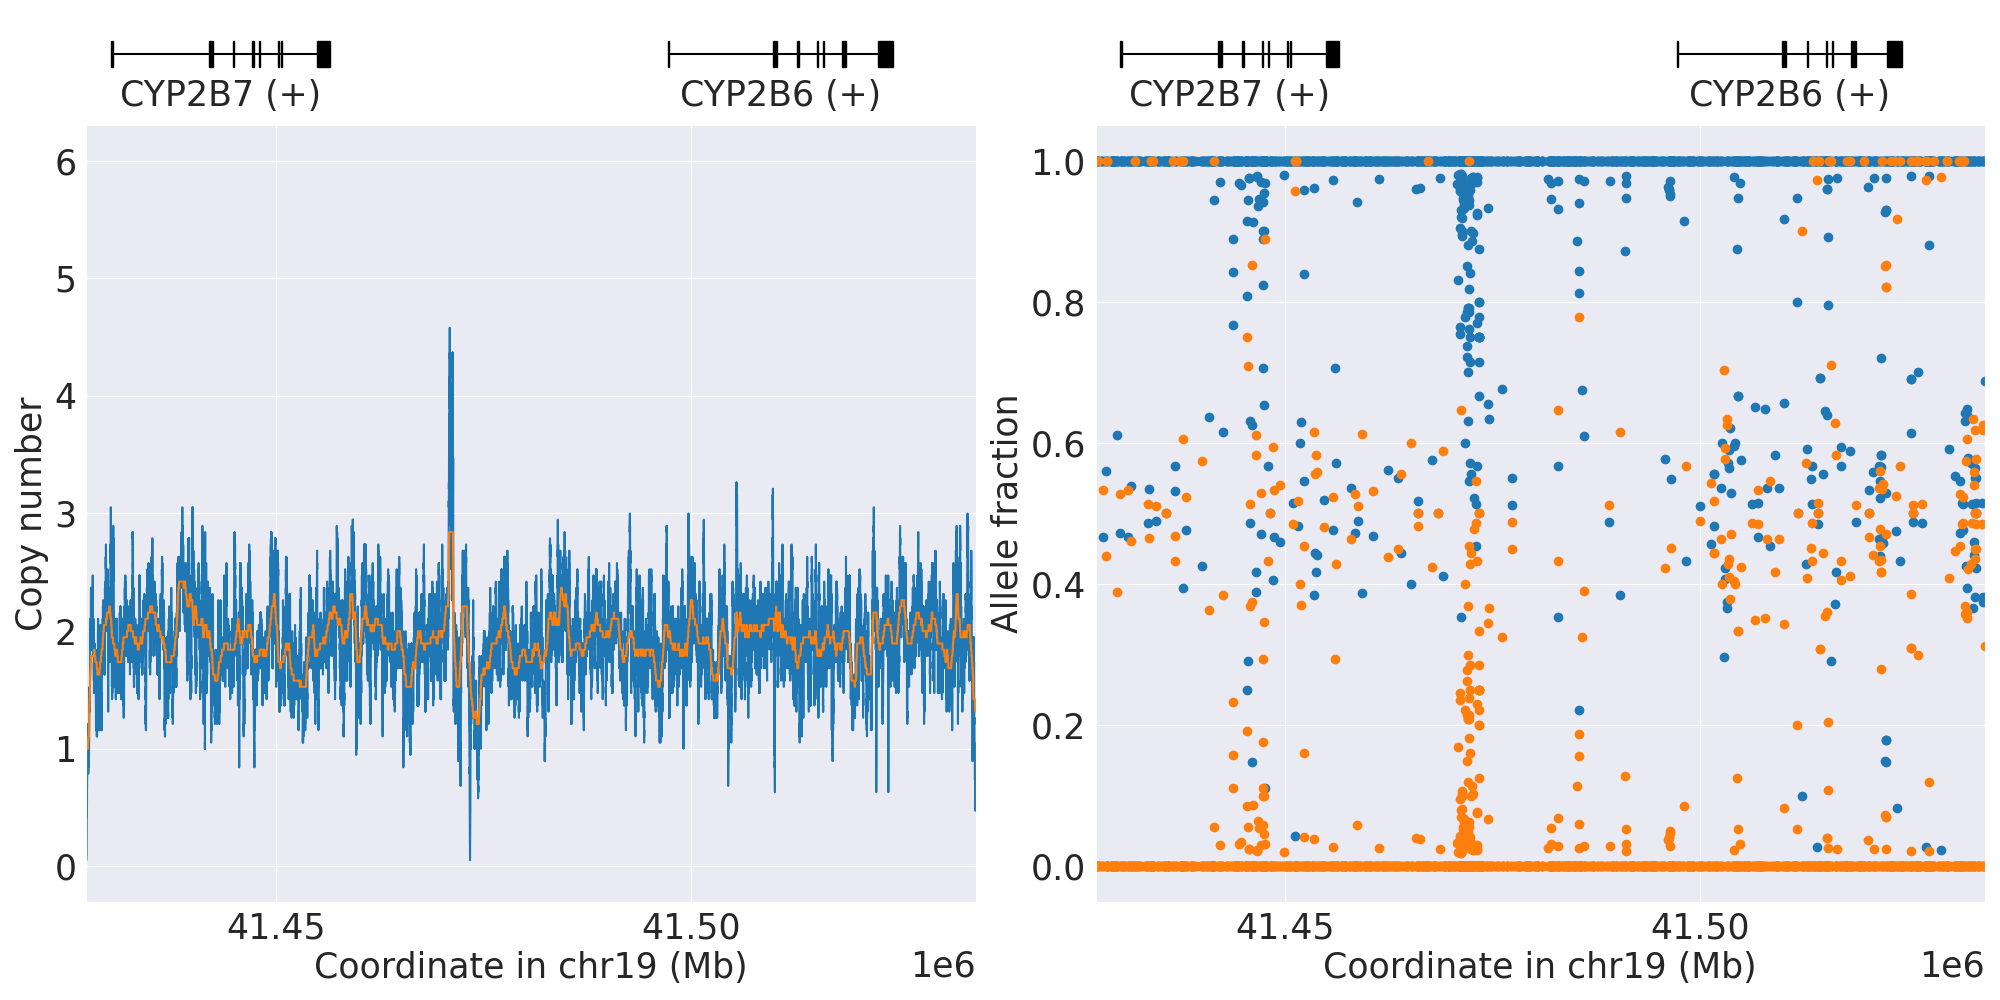 CYP2B7 (+)
CYP2B6 (+)
6
5
4
3
2
1
0
Copy number
41.45
41.50
Coordinate in chr19 (Mb)
1e6
CYP2B7 (+)
CYP2B6 (+)
1.0
0.8
0.6
0.4
0.2
0.0
Allele fraction
41.45
41.50
Coordinate in chr19 (Mb)
1e6